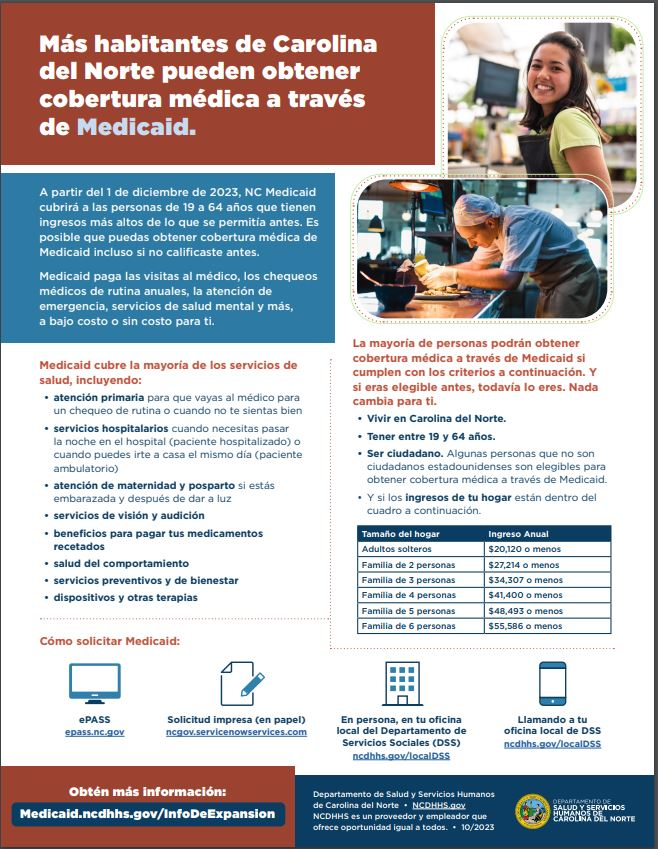 Más habitantes de Carolina
del Norte pueden obtener
cobertura médica a través
de Medicaid.
A partir del 1 de diciembre de 2023, NC Medicaid
cubrirá a las personas de 19 a 64 años que tienen
ingresos más altos de lo que se permitía antes. Es
posible que puedas obtener cobertura médica de
Medicaid incluso si no calificaste antes.
Medicaid paga las visitas al médico, los chequeos
médicos de rutina anuales, la atención de
emergencia, servicios de salud mental y más,
a bajo costo o sin costo para ti.
Medicaid cubre la mayoría de los servicios de
salud, incluyendo:
• atención primaria para que vayas al médico para
un chequeo de rutina o cuando no te sientas bien
• servicios hospitalarios cuando necesitas pasar
la noche en el hospital (paciente hospitalizado) o
cuando puedes irte a casa el mismo día (paciente
ambulatorio)
• atención de maternidad y posparto si estás
embarazada y después de dar a luz
• servicios de visión y audición
• beneficios para pagar tus medicamentos
recetados
• salud del comportamiento
• servicios preventivos y de bienestar
• dispositivos y otras terapias
La mayoría de personas podrán obtener
cobertura médica a través de Medicaid si
cumplen con los criterios a continuación. Y
si eras elegible antes, todavía lo eres. Nada
cambia para ti.
• Vivir en Carolina del Norte.
• Tener entre 19 y 64 años.
• Ser ciudadano. Algunas personas que no son
ciudadanos estadounidenses son elegibles para
obtener cobertura médica a través de Medicaid.
• Y si los ingresos de tu hogar están dentro del
cuadro a continuación.
Tamaño del hogar Ingreso Anual
Adultos solteros $20,120 o menos
Familia de 2 personas $27,214 o menos
Familia de 3 personas $34,307 o menos
Familia de 4 personas $41,400 o menos
Familia de 5 personas $48,493 o menos
Familia de 6 personas $55,586 o menos
Cómo solicitar Medicaid:
ePASS
epass.nc.gov
Solicitud impresa (en papel)
ncgov.servicenowservices.com
En persona, en tu oficina
local del Departamento de
Servicios Sociales (DSS)
ncdhhs.gov/localDSS
Llamando a tu
oficina local de DSS
ncdhhs.gov/localDSS
Obtén más información:
Medicaid.ncdhhs.gov/InfoDeExpansion
Departamento de Salud y Servicios Humanos
de Carolina del Norte • NCDHHS.gov
NCDHHS es un proveedor y empleador que
ofrece oportunidad igual a todos. • 10/2023
DEPARTAMENTO DE
SALUD Y SERVICIOS
HUMANOS DE
CAROLINA DEL NORTE